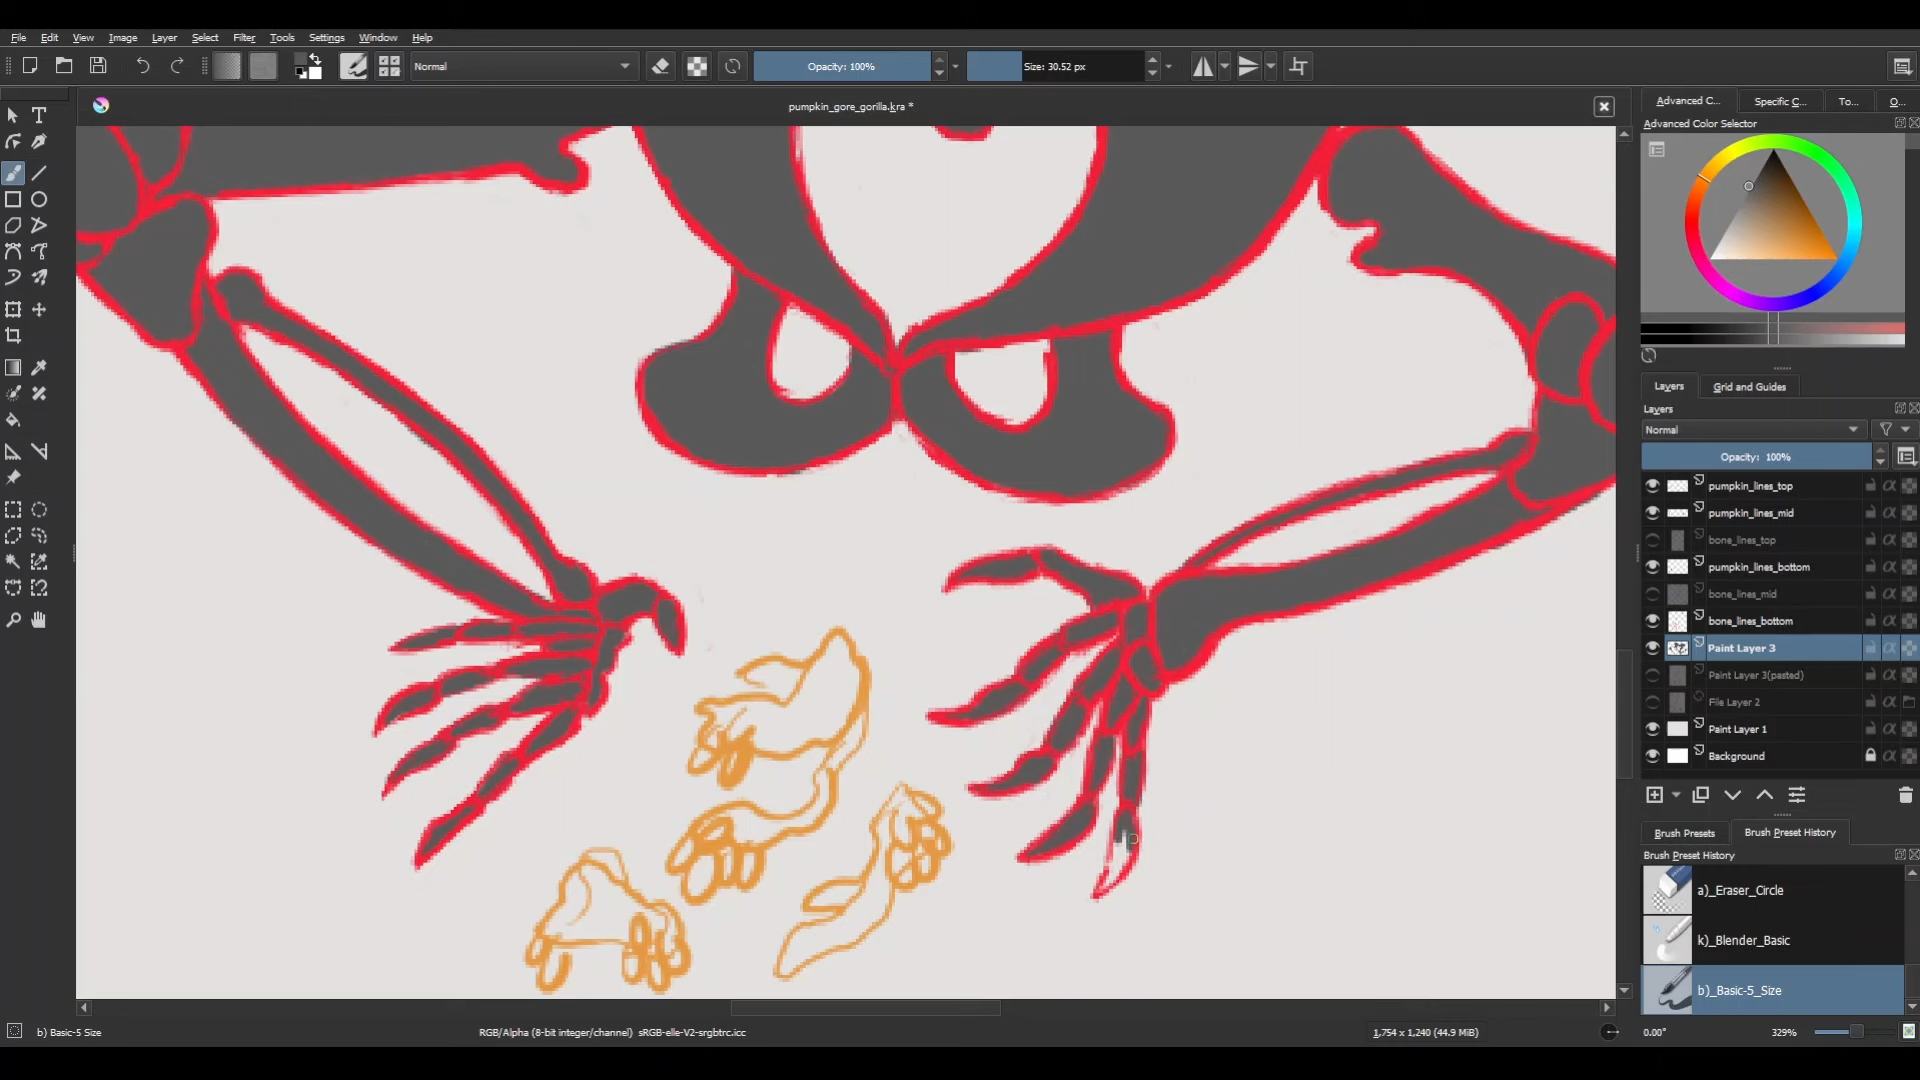 File Edit View Image Layer Select Filter Tools Settings Window Help
Normal
Opacity: 100%
Size: 30.52 px
pumpkin_gore_gorilla.kra *
Advanced C... Specific C... To... O...
Advanced Color Selector
Layers Grid and Guides
Layers
Normal
Opacity: 100%
pumpkin_lines_top
pumpkin_lines_mid
bone_lines_top
pumpkin_lines_bottom
bone_lines_mid
bone_lines_bottom
Paint Layer 3
Paint Layer 3(pasted)
File Layer 2
Paint Layer 1
Background
Brush Presets Brush Preset History
Brush Preset History
a)_Eraser_Circle
k)_Blender_Basic
b)_Basic-5_Size
b) Basic-5 Size
RGB/Alpha (8-bit integer/channel) sRGB-elle-V2-srgbtrc.icc
1,754 x 1,240 (44.9 MiB)
0.00°
329%